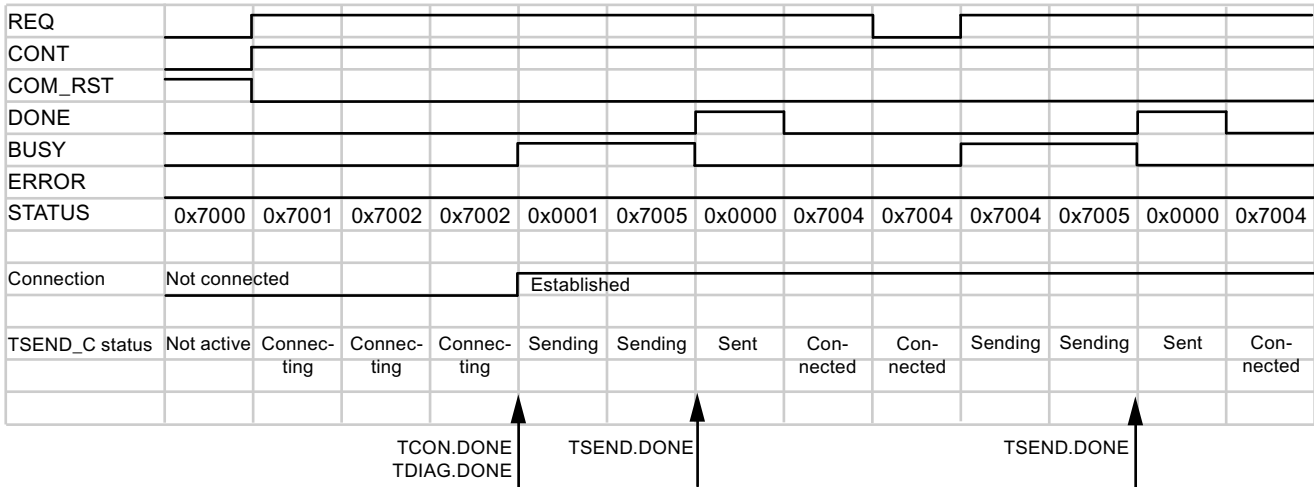 REQ
CONT
COM_RST
DONE
BUSY
ERROR
STATUS 0x7000 0x7001 0x7002 0x7002 0x0001 0x7005 0x0000 0x7004 0x7004 0x7004 0x7005 0x0000 0x7004
Connection Not connected Established
TSEND_C status Not active Connec- Connec- Connec- Sending Sending Sent Con- Con- Sending Sending Sent Con-
ting ting ting nected nected nected
TCON.DONE TSEND.DONE TSEND.DONE
TDIAG.DONE